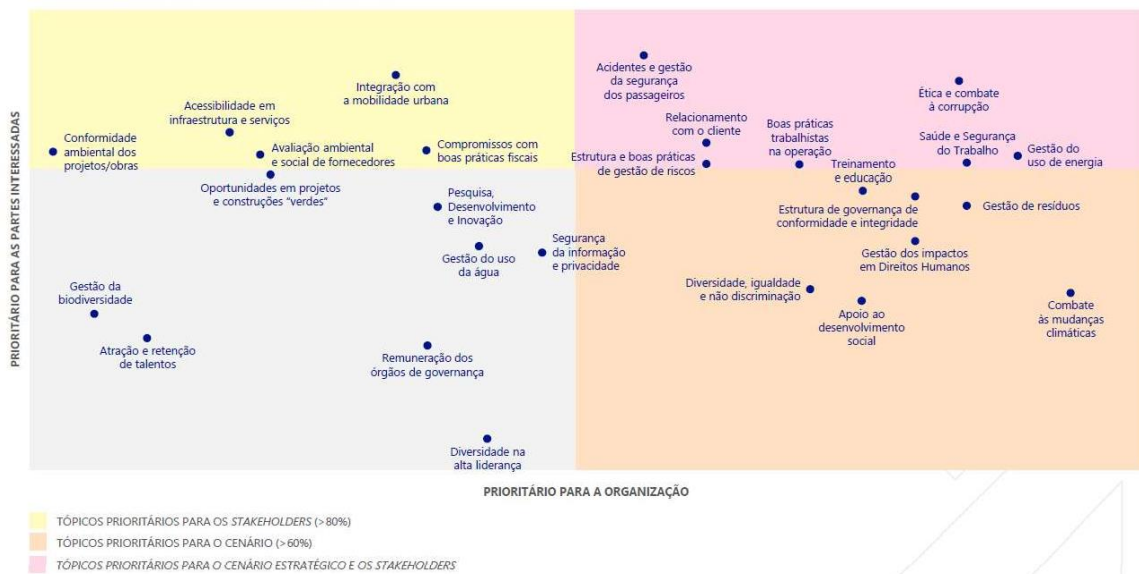 PRIORITÁRIO PARA AS PARTES INTERESSADAS
Conformidade
ambiental dos
projetos/obras
Acessibilidade em
infraestrutura e serviços
Avaliação ambiental
e social de fornecedores
Oportunidades em projetos
e construções “verdes”
Integração com
a mobilidade urbana
Compromissos com
boas práticas fiscais
Pesquisa,
Desenvolvimento
e Inovação
Gestão do uso
da água
Segurança
da informação
e privacidade
Gestão da
biodiversidade
Atração e retenção
de talentos
Remuneração dos
órgãos de governança
Diversidade na
alta liderança
Acidentes e gestão
da segurança
dos passageiros
Relacionamento
com o cliente
Estrutura e boas práticas
de gestão de riscos
Boas práticas
trabalhistas
na operação
Ética e combate
à corrupção
Saúde e Segurança
do Trabalho
Gestão do
uso de energia
Treinamento
e educação
Estrutura de governança de
conformidade e integridade
Gestão de resíduos
Gestão dos impactos
em Direitos Humanos
Diversidade, igualdade
e não discriminação
Apoio ao
desenvolvimento
social
Combate
às mudanças
climáticas
PRIORITÁRIO PARA A ORGANIZAÇÃO
TÓPICOS PRIORITÁRIOS PARA OS STAKEHOLDERS (>80%)
TÓPICOS PRIORITÁRIOS PARA O CENÁRIO (>60%)
TÓPICOS PRIORITÁRIOS PARA O CENÁRIO ESTRATÉGICO E OS STAKEHOLDERS